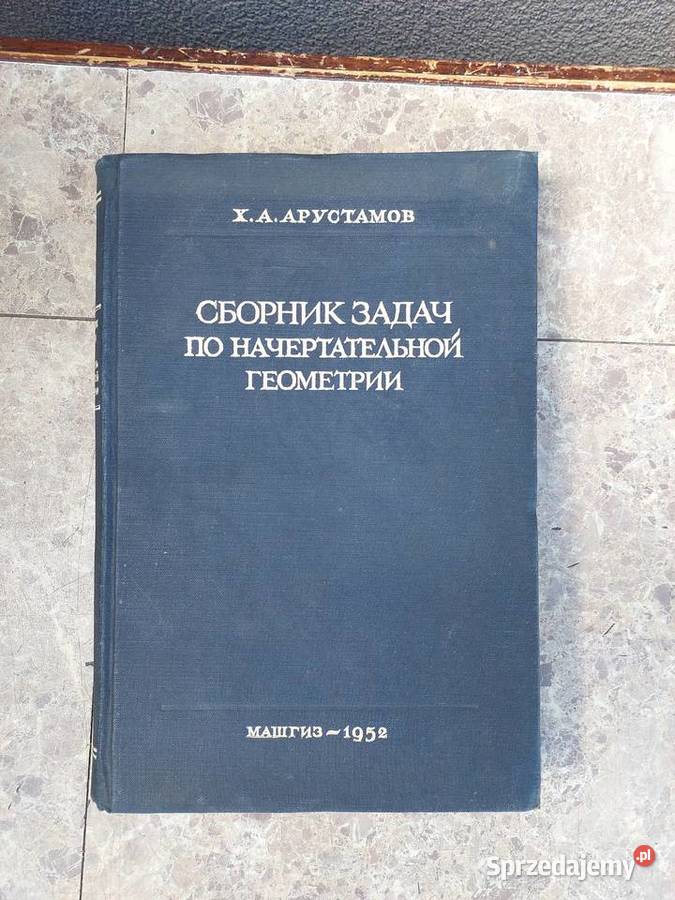 Х.А.АРУСТАМОВ
СБОРНИК ЗАДАЧ
ПО НАЧЕРТАТЕЛЬНОЙ
ГЕОМЕТРИИ
МАШГИЗ~1952
Sprzedajemy.pl